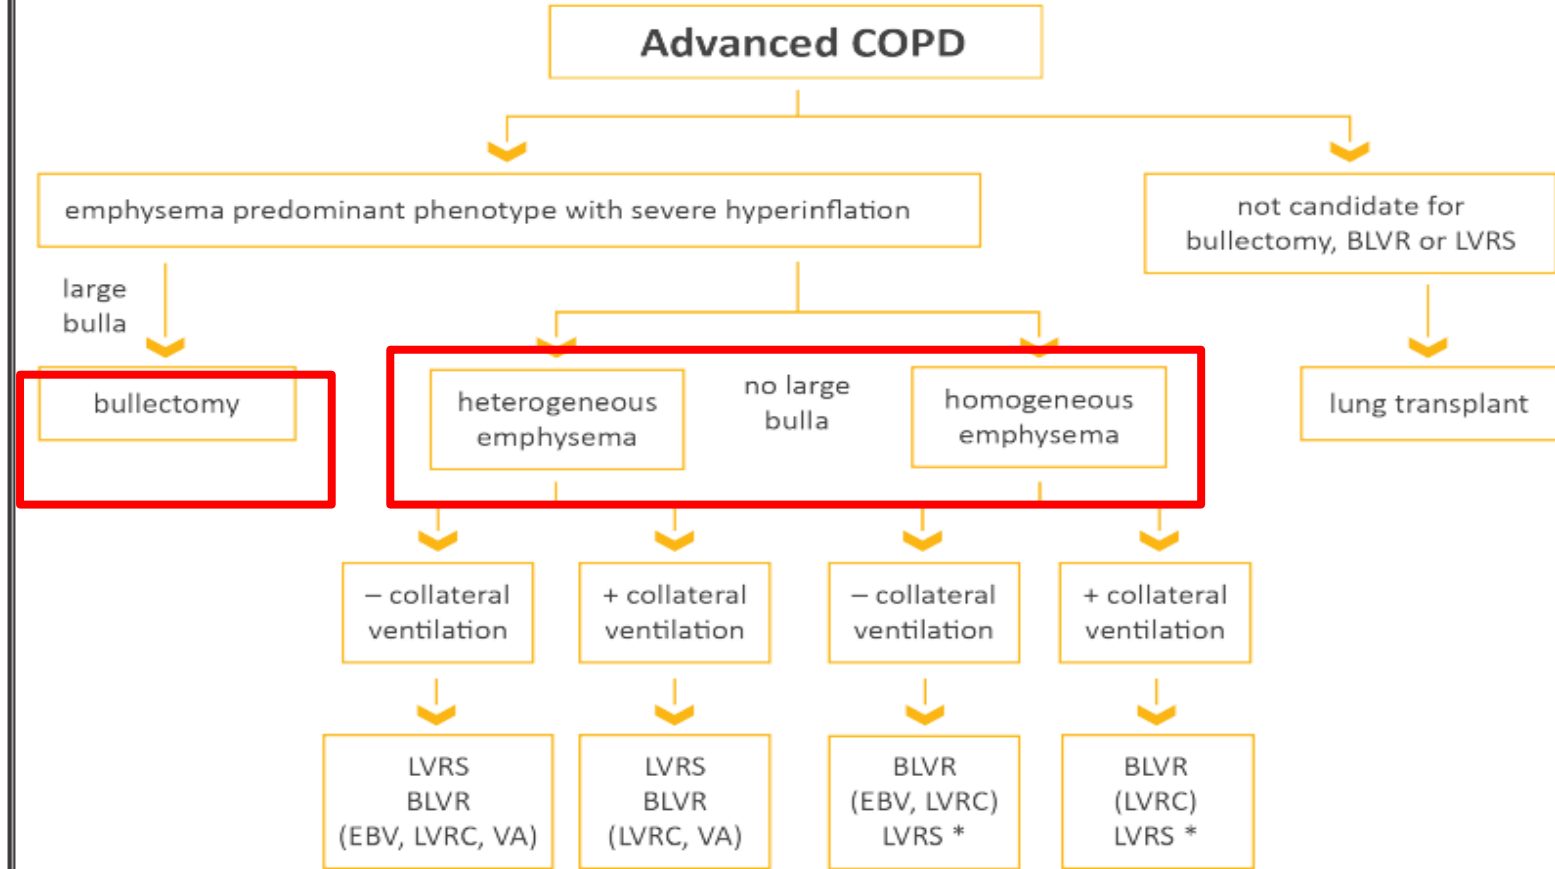 Advanced COPD
emphysema predominant phenotype with severe hyperinflation
not candidate for
bullectomy, BLVR or LVRS
large
bulla
bullectomy
heterogeneous
emphysema
no large
bulla
homogeneous
emphysema
lung transplant
– collateral
ventilation
+ collateral
ventilation
– collateral
ventilation
+ collateral
ventilation
LVRS
BLVR
(EBV, LVRC, VA)
LVRS
BLVR
(LVRC, VA)
BLVR
(EBV, LVRC)
LVRS *
BLVR
(LVRC)
LVRS *